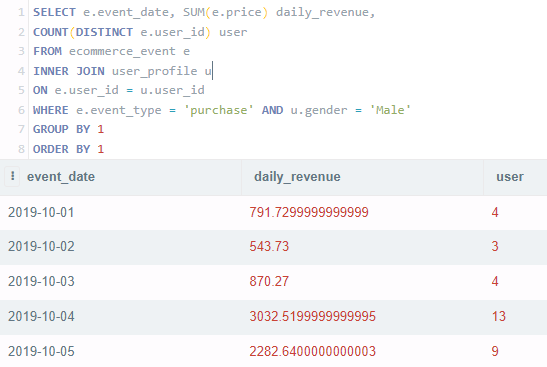 1 SELECT e.event_date, SUM(e.price) daily_revenue,
2 COUNT(DISTINCT e.user_id) user
3 FROM ecommerce_event e
4 INNER JOIN user_profile u
5 ON e.user_id = u.user_id
6 WHERE e.event_type = 'purchase' AND u.gender = 'Male'
7 GROUP BY 1
8 ORDER BY 1
event_date daily_revenue user
2019-10-01 791.7299999999999 4
2019-10-02 543.73 3
2019-10-03 870.27 4
2019-10-04 3032.5199999999995 13
2019-10-05 2282.6400000000003 9